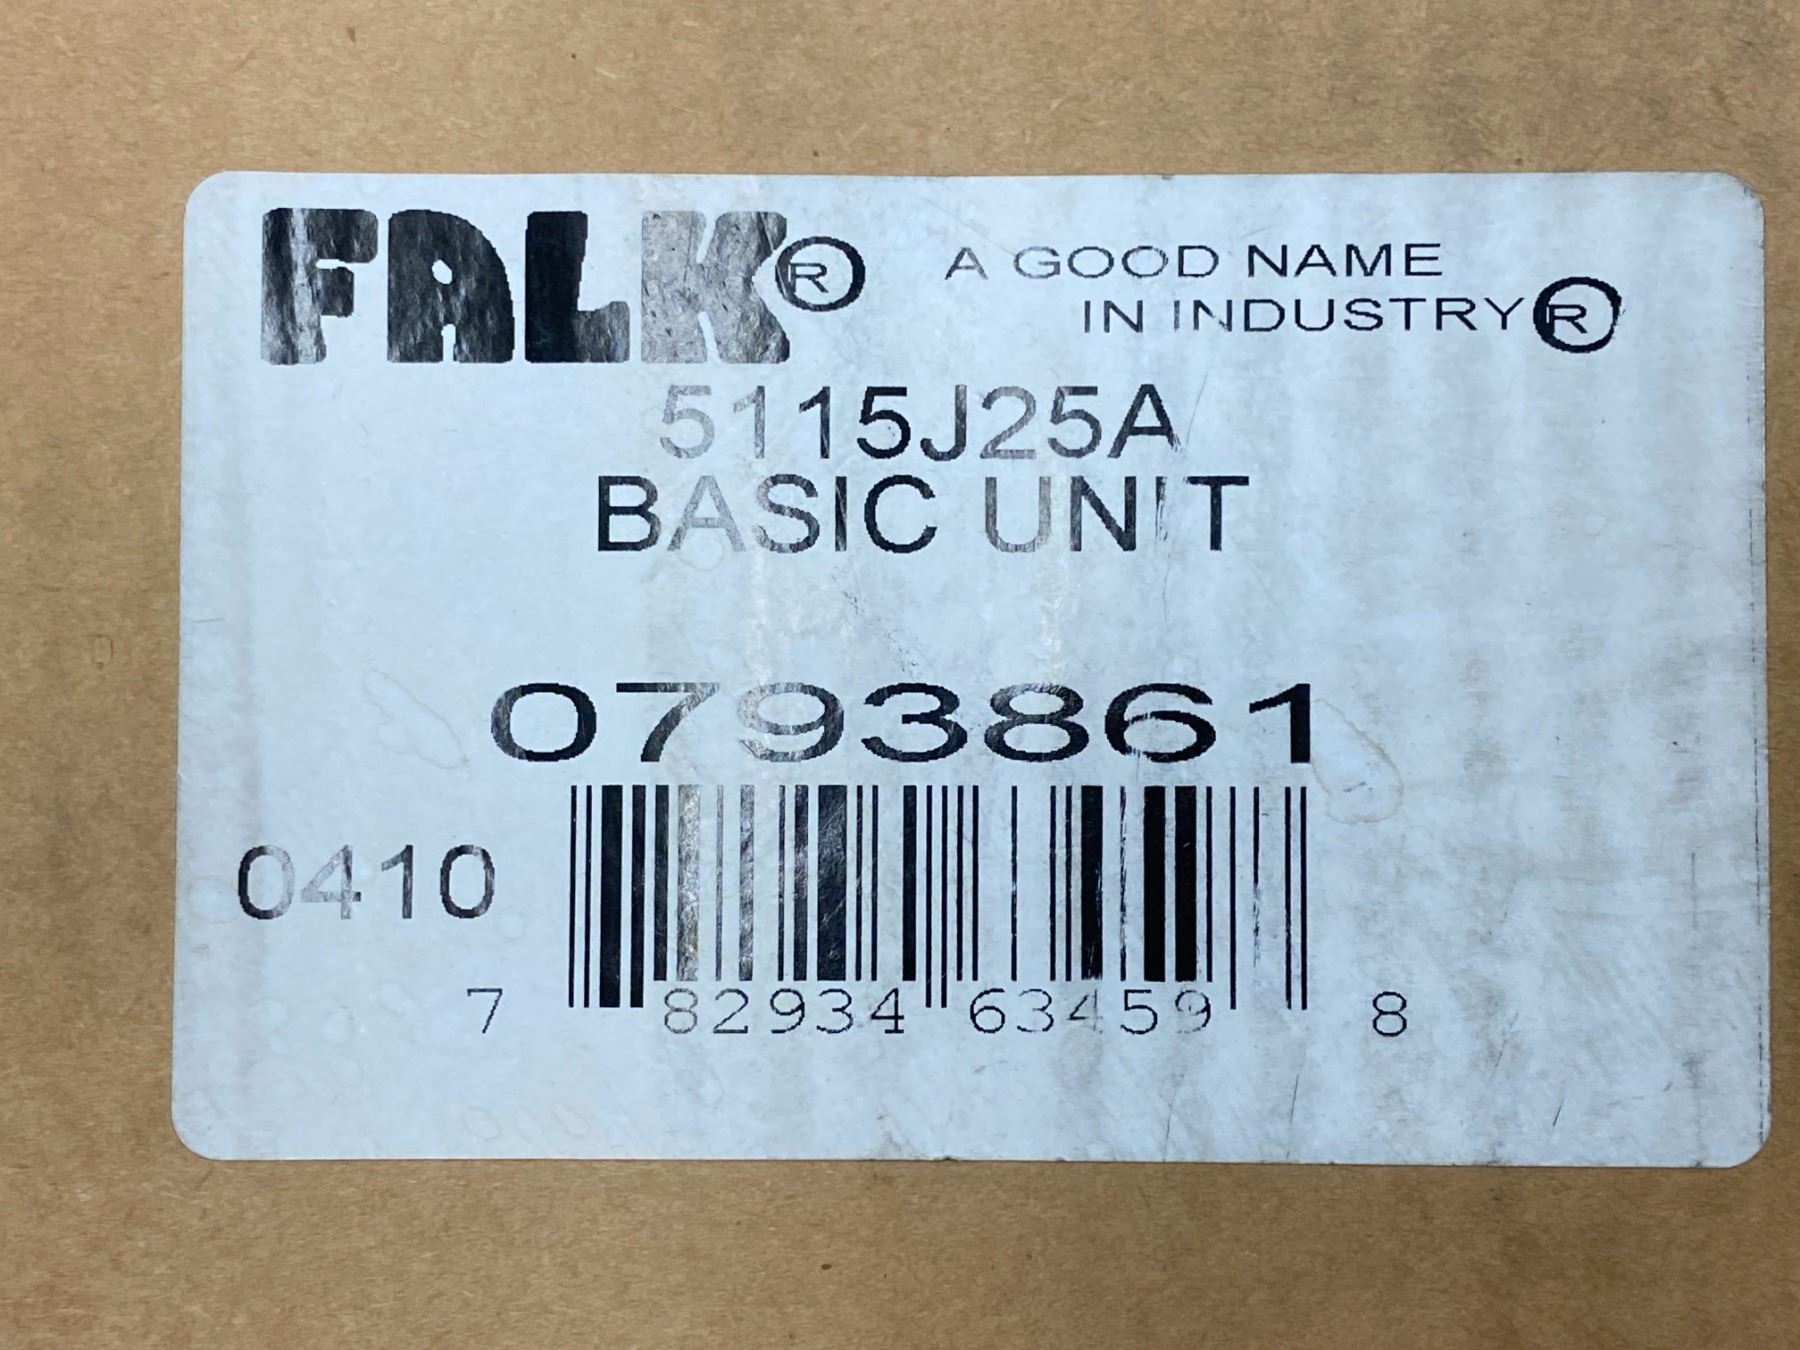 FALK® A GOOD NAME
IN INDUSTRY®
5115J25A
BASIC UNIT
0793861
0410
7 82934 63459 8